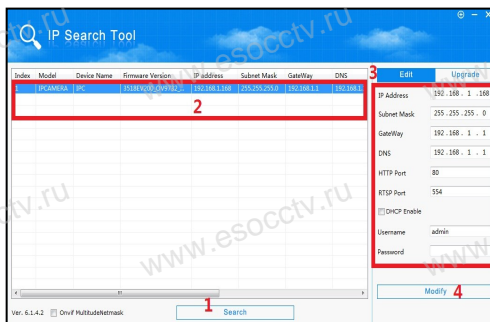 IP Search Tool
Index Model Device Name Firmware Version IP address Subnet Mask GateWay DNS
1 IPCAMERA IPC 3518EV200_OV9732_ 192.168.1.168 255.255.255.0 192.168.1.1 192.168.1.
2
3 Edit Upgrade
IP Address 192 . 168 . 1 . 168
Subnet Mask 255 . 255 . 255 . 0
GateWay 192 . 168 . 1 . 1
DNS 192 . 168 . 1 . 1
HTTP Port 80
RTSP Port 554
DHCP Enable
Username admin
Password
Modify 4
1 Search
Ver. 6.1.4.2 Onvif MultitudeNetmask
www.esocctv.ru